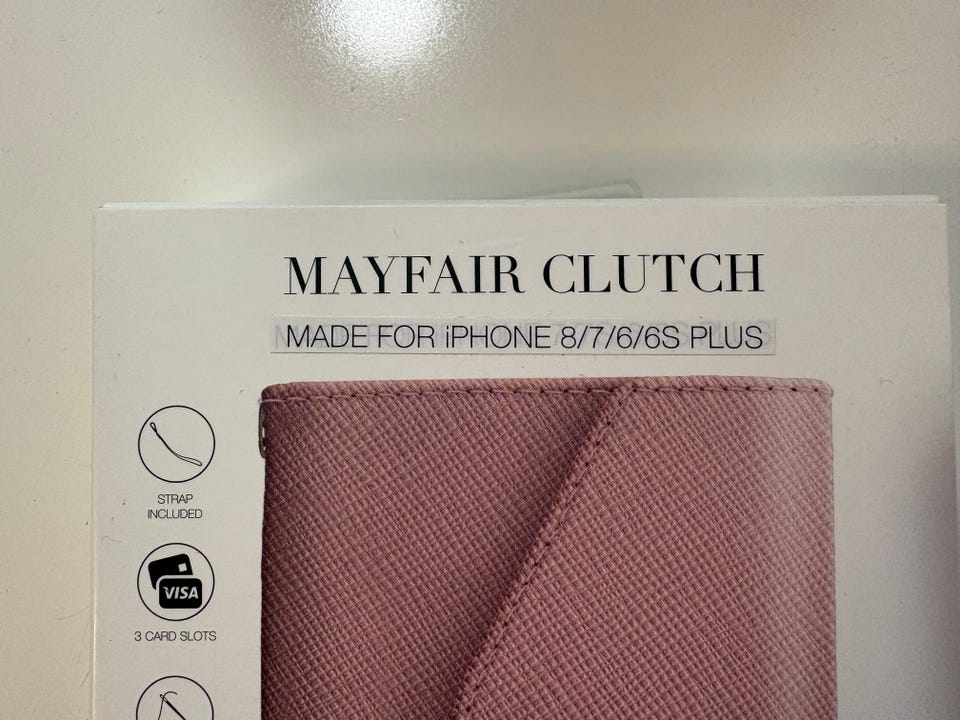 MAYFAIR CLUTCH
MADE FOR iPHONE 8/7/6/6S PLUS
STRAP
INCLUDED
VISA
3 CARD SLOTS